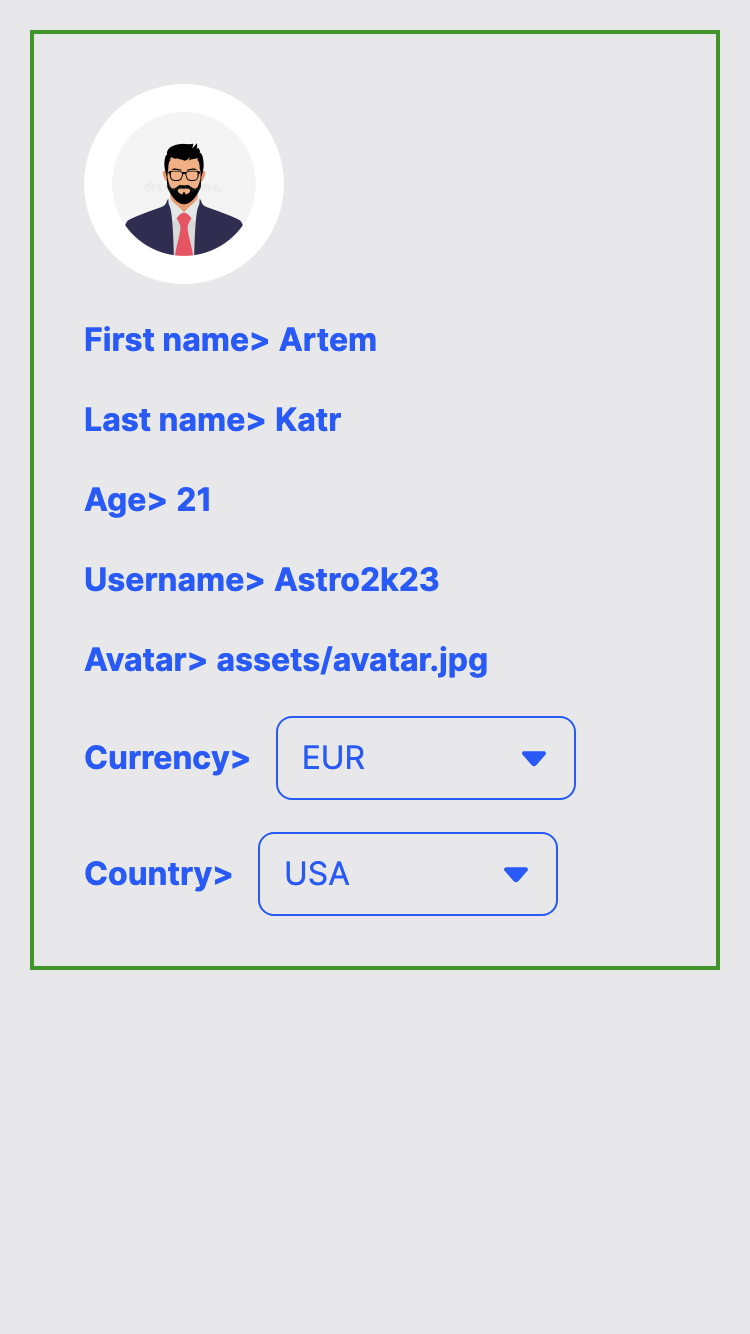 First name> Artem
Last name> Katr
Age> 21
Username> Astro2k23
Avatar> assets/avatar.jpg
Currency> EUR
Country> USA